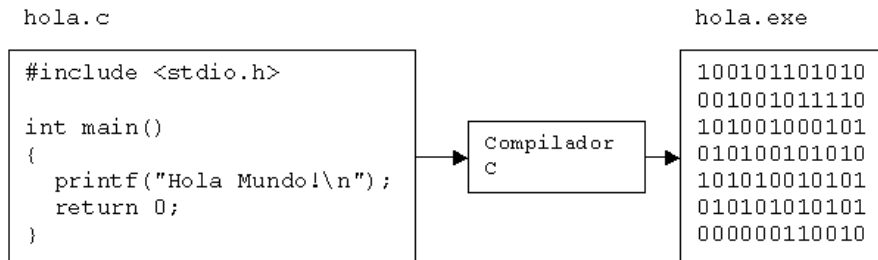 hola.c
#include <stdio.h>
int main()
{
printf("Hola Mundo!\n");
return 0;
}
Compilador
C
hola.exe
100101101010
001001011110
101001000101
010100101010
101010010101
010101010101
000000110010